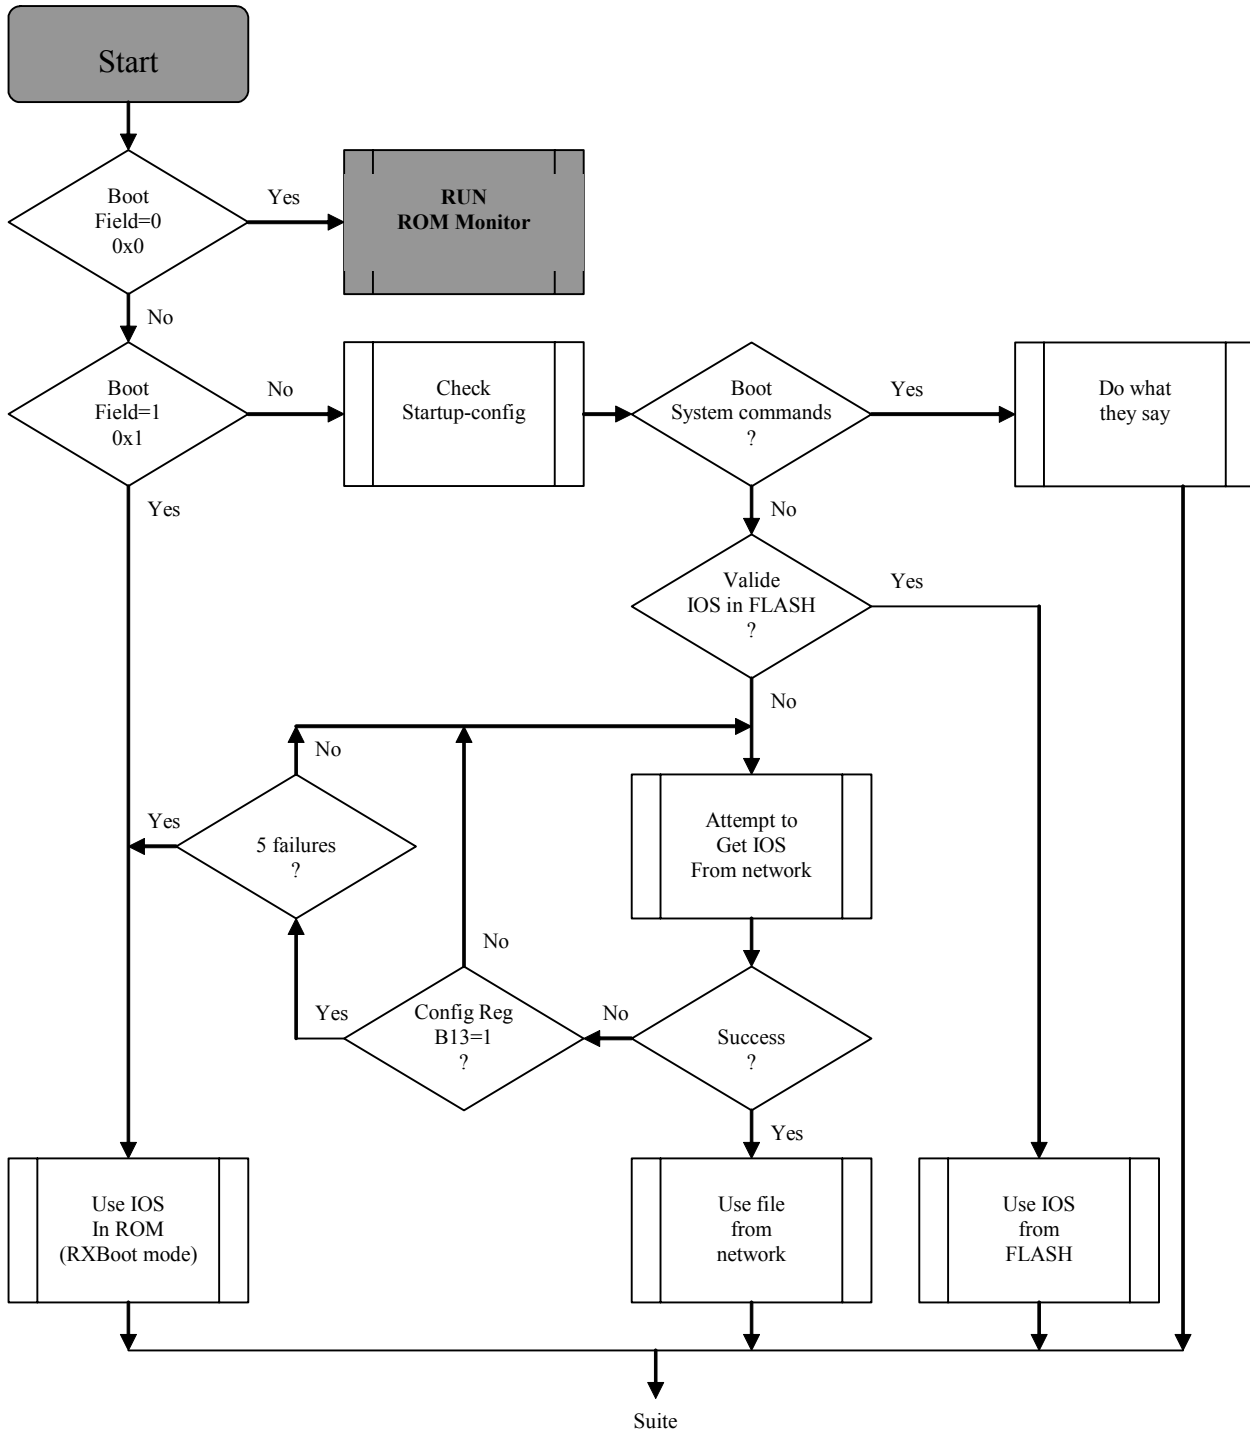 Start
Boot
Field=0
0x0
Yes
RUN
ROM Monitor
No
Boot
Field=1
0x1
No
Check
Startup-config
Boot
System commands
?
Yes
Do what
they say
Yes
No
Valide
IOS in FLASH
?
Yes
No
No
Yes
5 failures
?
Attempt to
Get IOS
From network
No
Yes
Config Reg
B13=1
?
No
Success
?
Yes
Use IOS
In ROM
(RXBoot mode)
Use file
from
network
Use IOS
from
FLASH
Suite